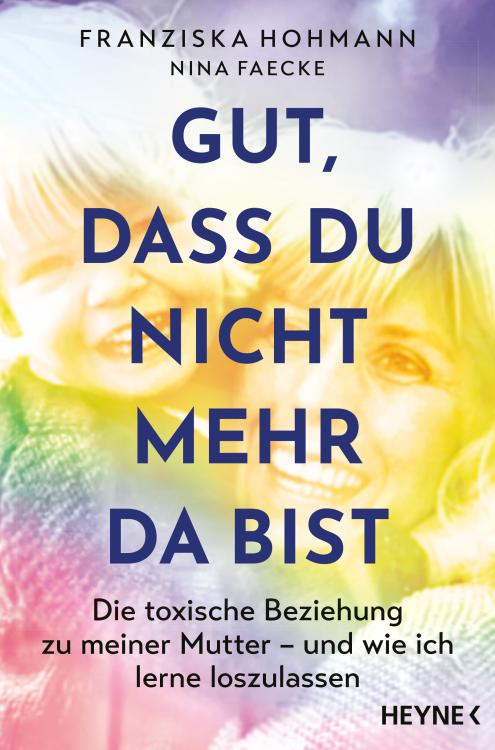 FRANZISKA HOHMANN
NINA FAECKE
GUT,
DASS DU
NICHT
MEHR
DA BIST
Die toxische Beziehung
zu meiner Mutter – und wie ich
lerne loszulassen
HEYNE